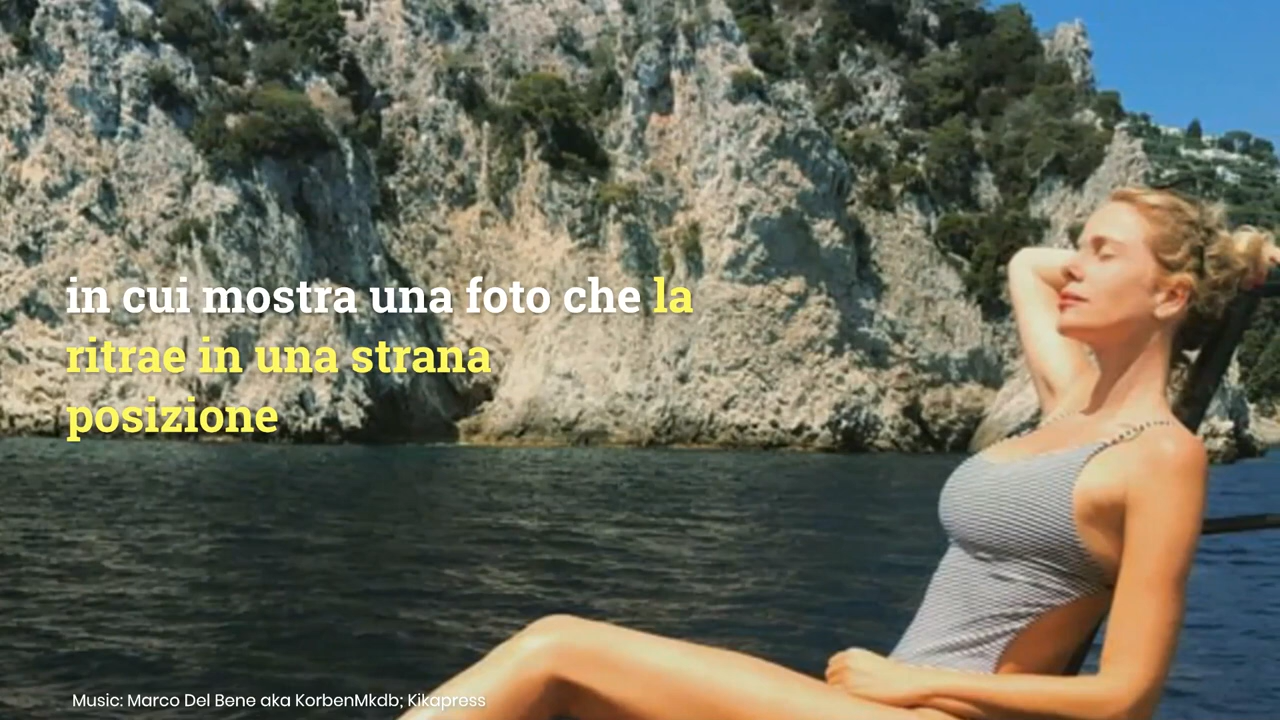 in cui mostra una foto che la
ritrae in una strana
posizione
Music: Marco Del Bene aka KorbenMkdb; Kikapress